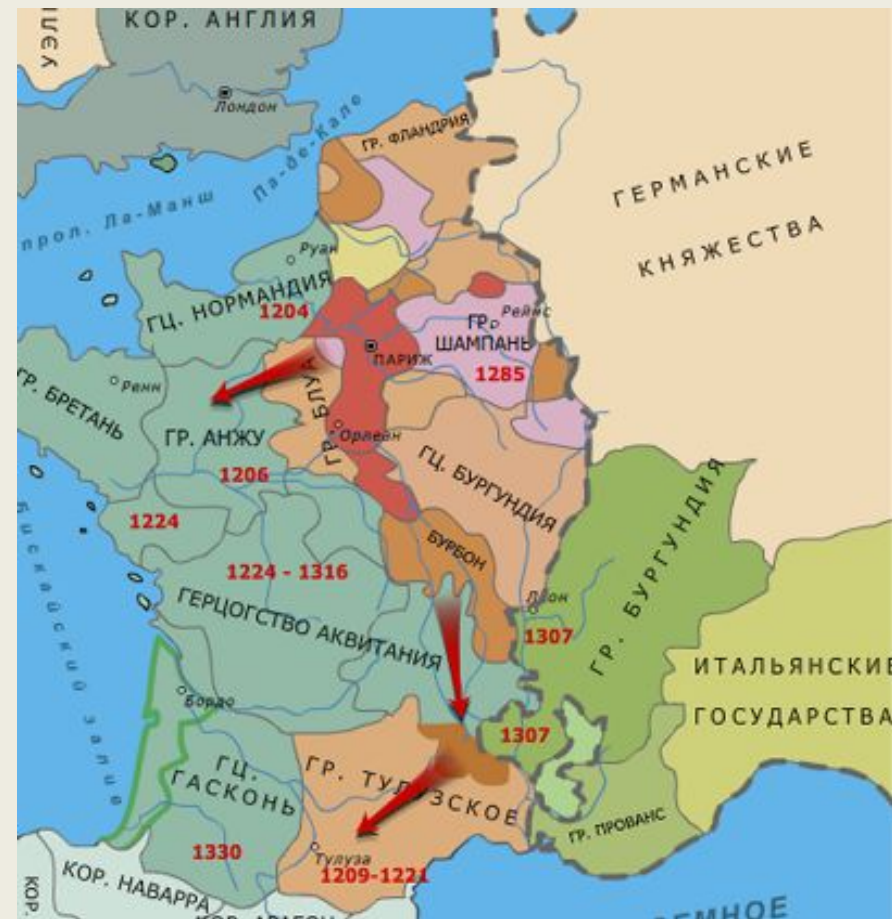 УЭЛ
КОР. АНГЛИЯ
Лондон
Па-де-Кале
прол. Ла-Манш
ГР. ФЛАНДРИЯ
ГЕРМАНСКИЕ
КНЯЖЕСТВА
Руан
ГЦ. НОРМАНДИЯ
1204
Реймс
ГР.
ШАМПАНЬ
1285
ПАРИЖ
Ренн
ГР. БРЕТАНЬ
ГР. БЛУА
ГР. АНЖУ
1206
Орлеан
ГЦ. БУРГУНДИЯ
1224
БУРБОН
1224 - 1316
ГЕРЦОГСТВО АКВИТАНИЯ
Бискайский залив
Лион
1307
ГР. БУРГУНДИЯ
ИТАЛЬЯНСКИЕ
ГОСУДАРСТВА
Бордо
1307
ГЦ.
ГАСКОНЬ
ГР. ТУЛУЗСКОЕ
ГР. ПРОВАНС
1330
Тулуза
1209-1221
КОР. НАВАРРА
КОР.
КОР. АРАГОН
ЕМНОЕ